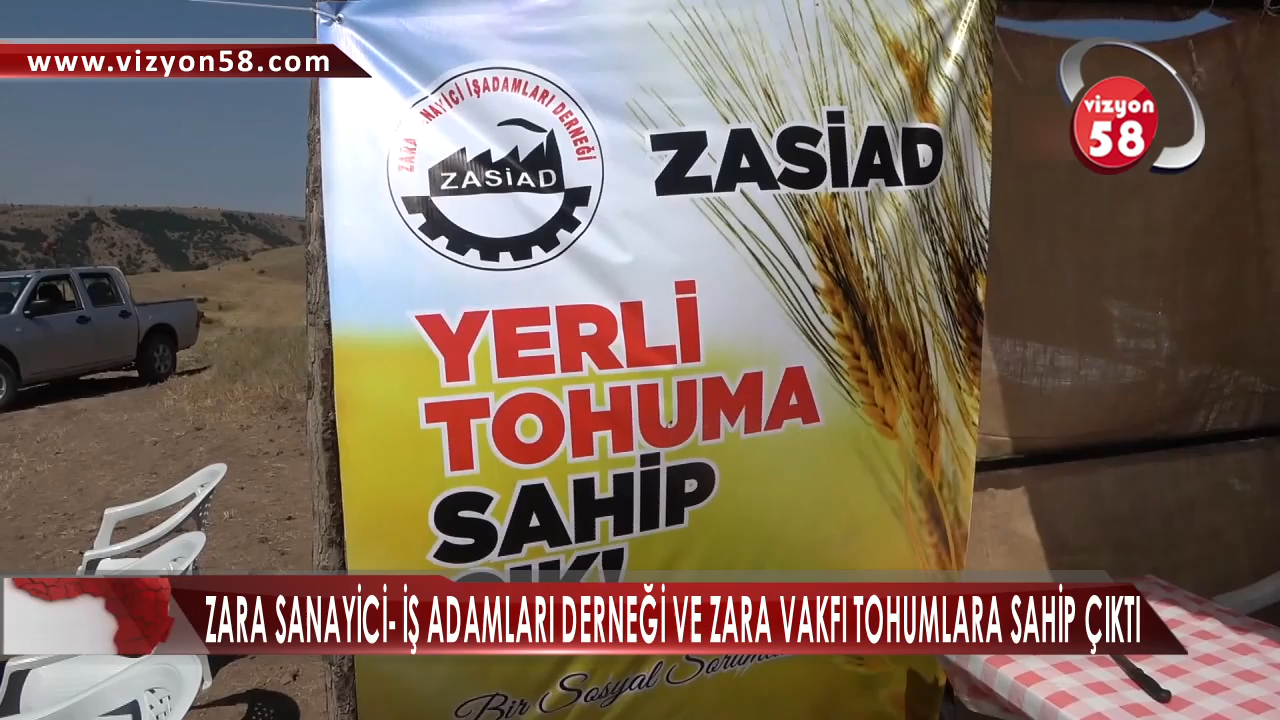 www.vizyon58.com
vizyon
58
SANAYİCİ İŞADAMLARI DERNEĞİ
ZASİAD
ZASİAD
YERLİ
TOHUMA
SAHİP
ZARA SANAYİCİ- İŞ ADAMLARI DERNEĞİ VE ZARA VAKFI TOHUMLARA SAHİP ÇIKTI
Bir Sosyal